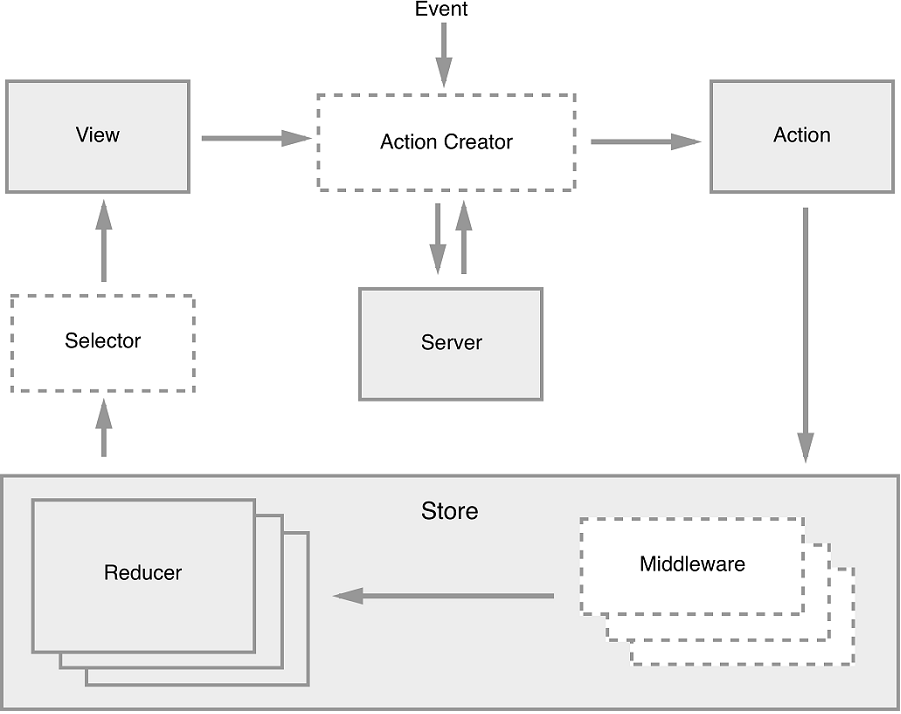 Event
View
Action Creator
Action
Selector
Server
Store
Reducer
Middleware